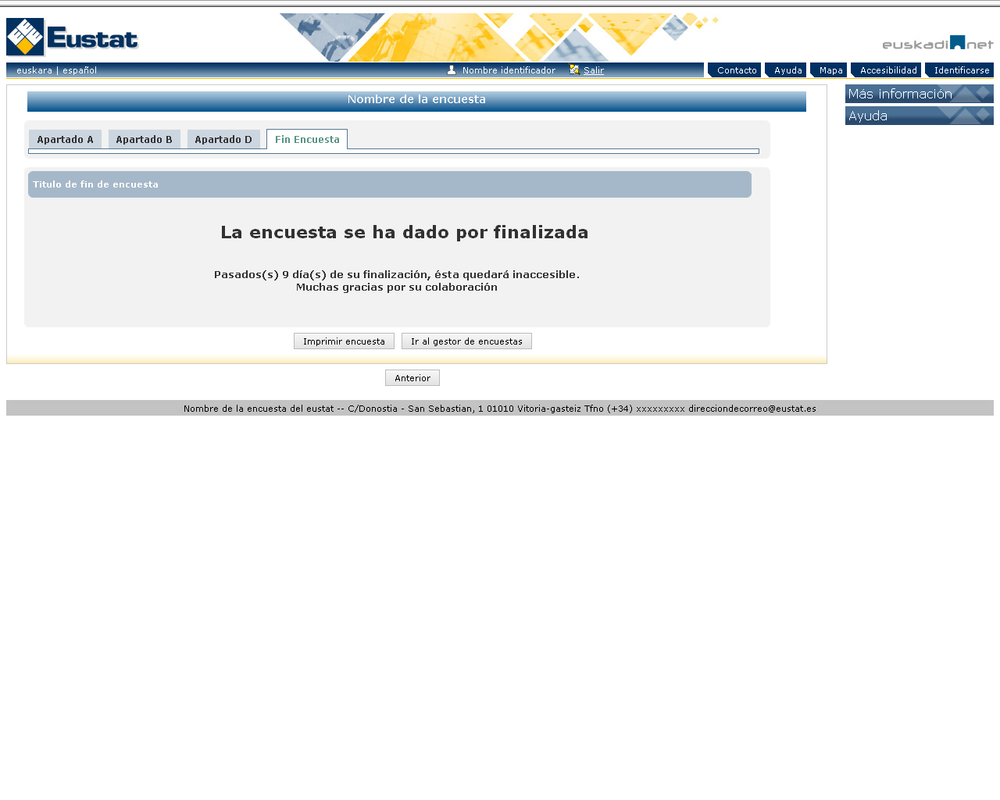 Eustat
euskadi.net
euskara | español
Nombre identificador
Salir
Contacto
Ayuda
Mapa
Accesibilidad
Identificarse
Nombre de la encuesta
Más información
Ayuda
Apartado A
Apartado B
Apartado D
Fin Encuesta
Titulo de fin de encuesta
La encuesta se ha dado por finalizada
Pasados(s) 9 día(s) de su finalización, ésta quedará inaccesible.
Muchas gracias por su colaboración
Imprimir encuesta
Ir al gestor de encuestas
Anterior
Nombre de la encuesta del eustat -- C/Donostia - San Sebastian, 1 01010 Vitoria-gasteiz Tfno (+34) xxxxxxxxx direcciondecorreo@eustat.es